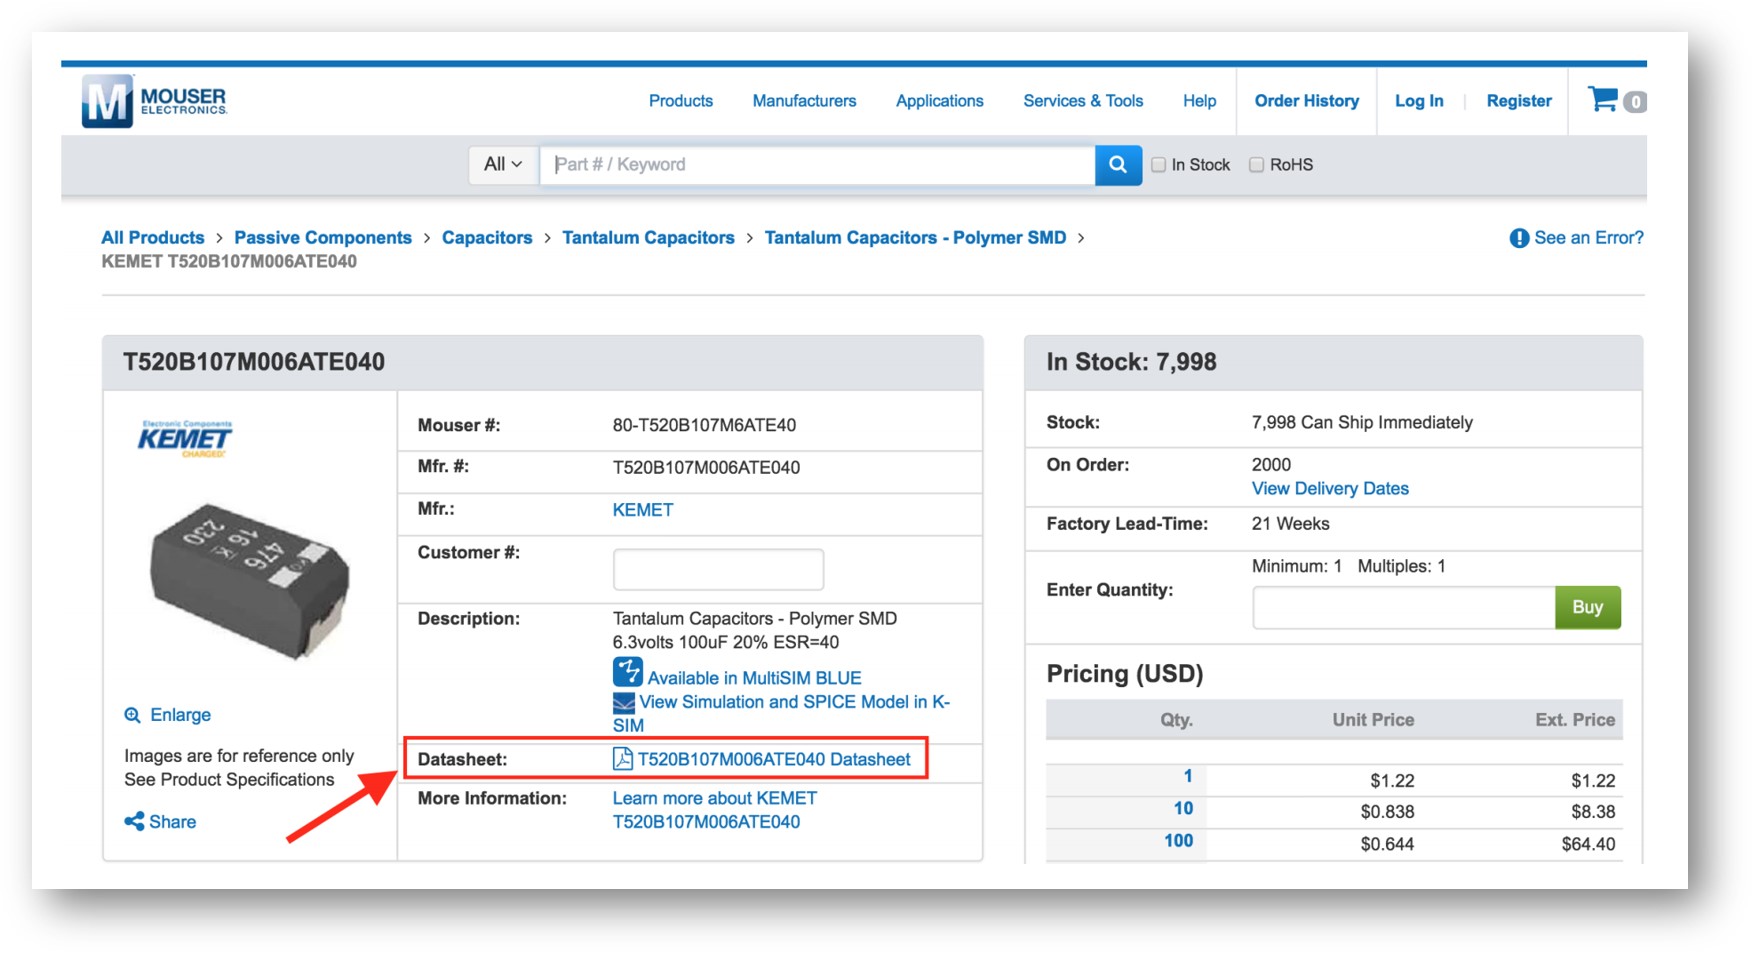 MOUSER
ELECTRONICS
Products Manufacturers Applications Services & Tools Help Order History Log In Register 0
All Part # / Keyword In Stock RoHS
All Products > Passive Components > Capacitors > Tantalum Capacitors > Tantalum Capacitors - Polymer SMD >
KEMET T520B107M006ATE040
See an Error?
T520B107M006ATE040
Electronic Components
KEMET
CHARGED.
476
16 K
230
Enlarge
Images are for reference only
See Product Specifications
Share
Mouser #: 80-T520B107M6ATE40
Mfr. #: T520B107M006ATE040
Mfr.: KEMET
Customer #:
Description: Tantalum Capacitors - Polymer SMD
6.3volts 100uF 20% ESR=40
Available in MultiSIM BLUE
View Simulation and SPICE Model in K-
SIM
Datasheet: T520B107M006ATE040 Datasheet
More Information: Learn more about KEMET
T520B107M006ATE040
In Stock: 7,998
Stock: 7,998 Can Ship Immediately
On Order: 2000
View Delivery Dates
Factory Lead-Time: 21 Weeks
Minimum: 1 Multiples: 1
Enter Quantity: Buy
Pricing (USD)
Qty. Unit Price Ext. Price
1 $1.22 $1.22
10 $0.838 $8.38
100 $0.644 $64.40